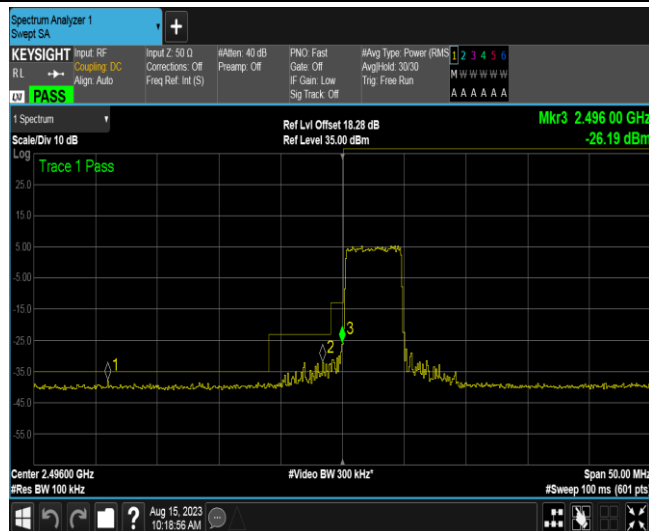 Spectrum Analyzer 1
Swept SA
+
KEYSIGHT
RL
LXI PASS
Input: RF
Coupling: DC
Align: Auto
Input Z: 50 Ω
Corrections: Off
Freq Ref: Int (S)
#Atten: 40 dB
Preamp: Off
PNO: Fast
Gate: Off
IF Gain: Low
Sig Track: Off
#Avg Type: Power (RMS
Avg|Hold: 30/30
Trig: Free Run
1 2 3 4 5 6
M W W W W W
A A A A A A
1 Spectrum
Scale/Div 10 dB
Ref Lvl Offset 18.28 dB
Ref Level 35.00 dBm
Mkr3 2.496 00 GHz
-26.19 dBm
Log
Trace 1 Pass
25.0
15.0
5.00
-5.00
-15.0
-25.0
-35.0
-45.0
-55.0
1
2
3
Center 2.49600 GHz
#Res BW 100 kHz
#Video BW 300 kHz*
Span 50.00 MHz
#Sweep 100 ms (601 pts)
?
Aug 15, 2023
10:18:56 AM